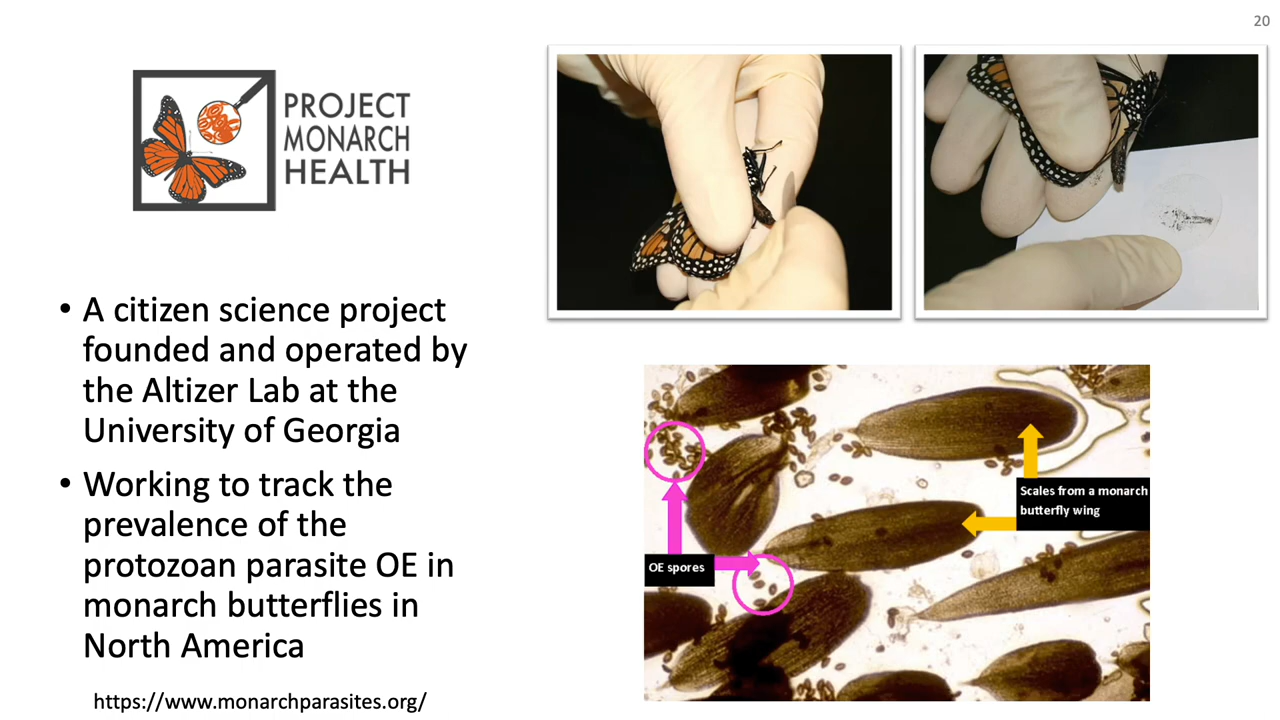 20
PROJECT
MONARCH
HEALTH
• A citizen science project
founded and operated by
the Altizer Lab at the
University of Georgia
• Working to track the
prevalence of the
protozoan parasite OE in
monarch butterflies in
North America
https://www.monarchparasites.org/
Scales from a monarch
butterfly wing
OE spores